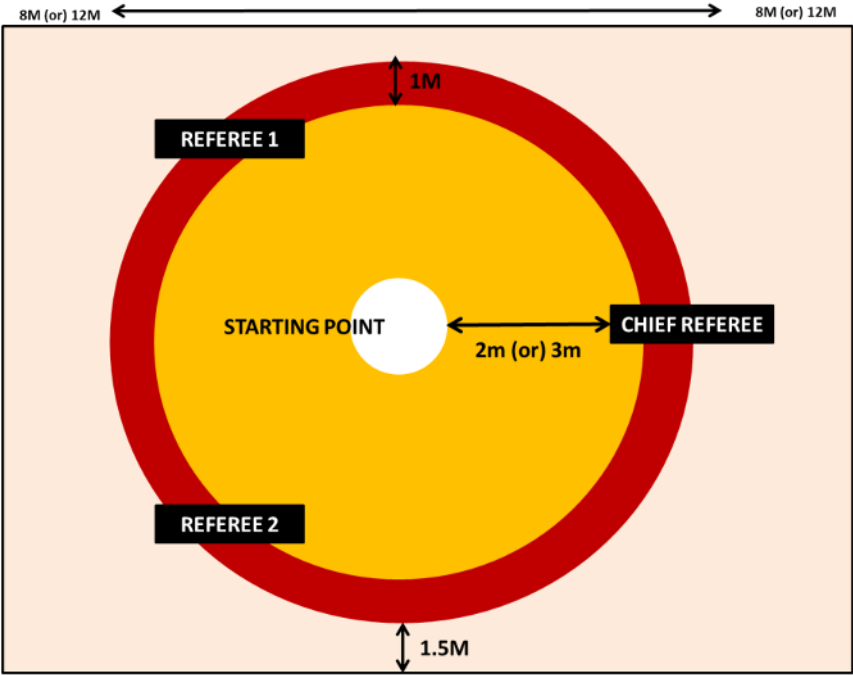 8M (or) 12M
8M (or) 12M
1M
REFEREE 1
STARTING POINT
CHIEF REFEREE
2m (or) 3m
REFEREE 2
1.5M